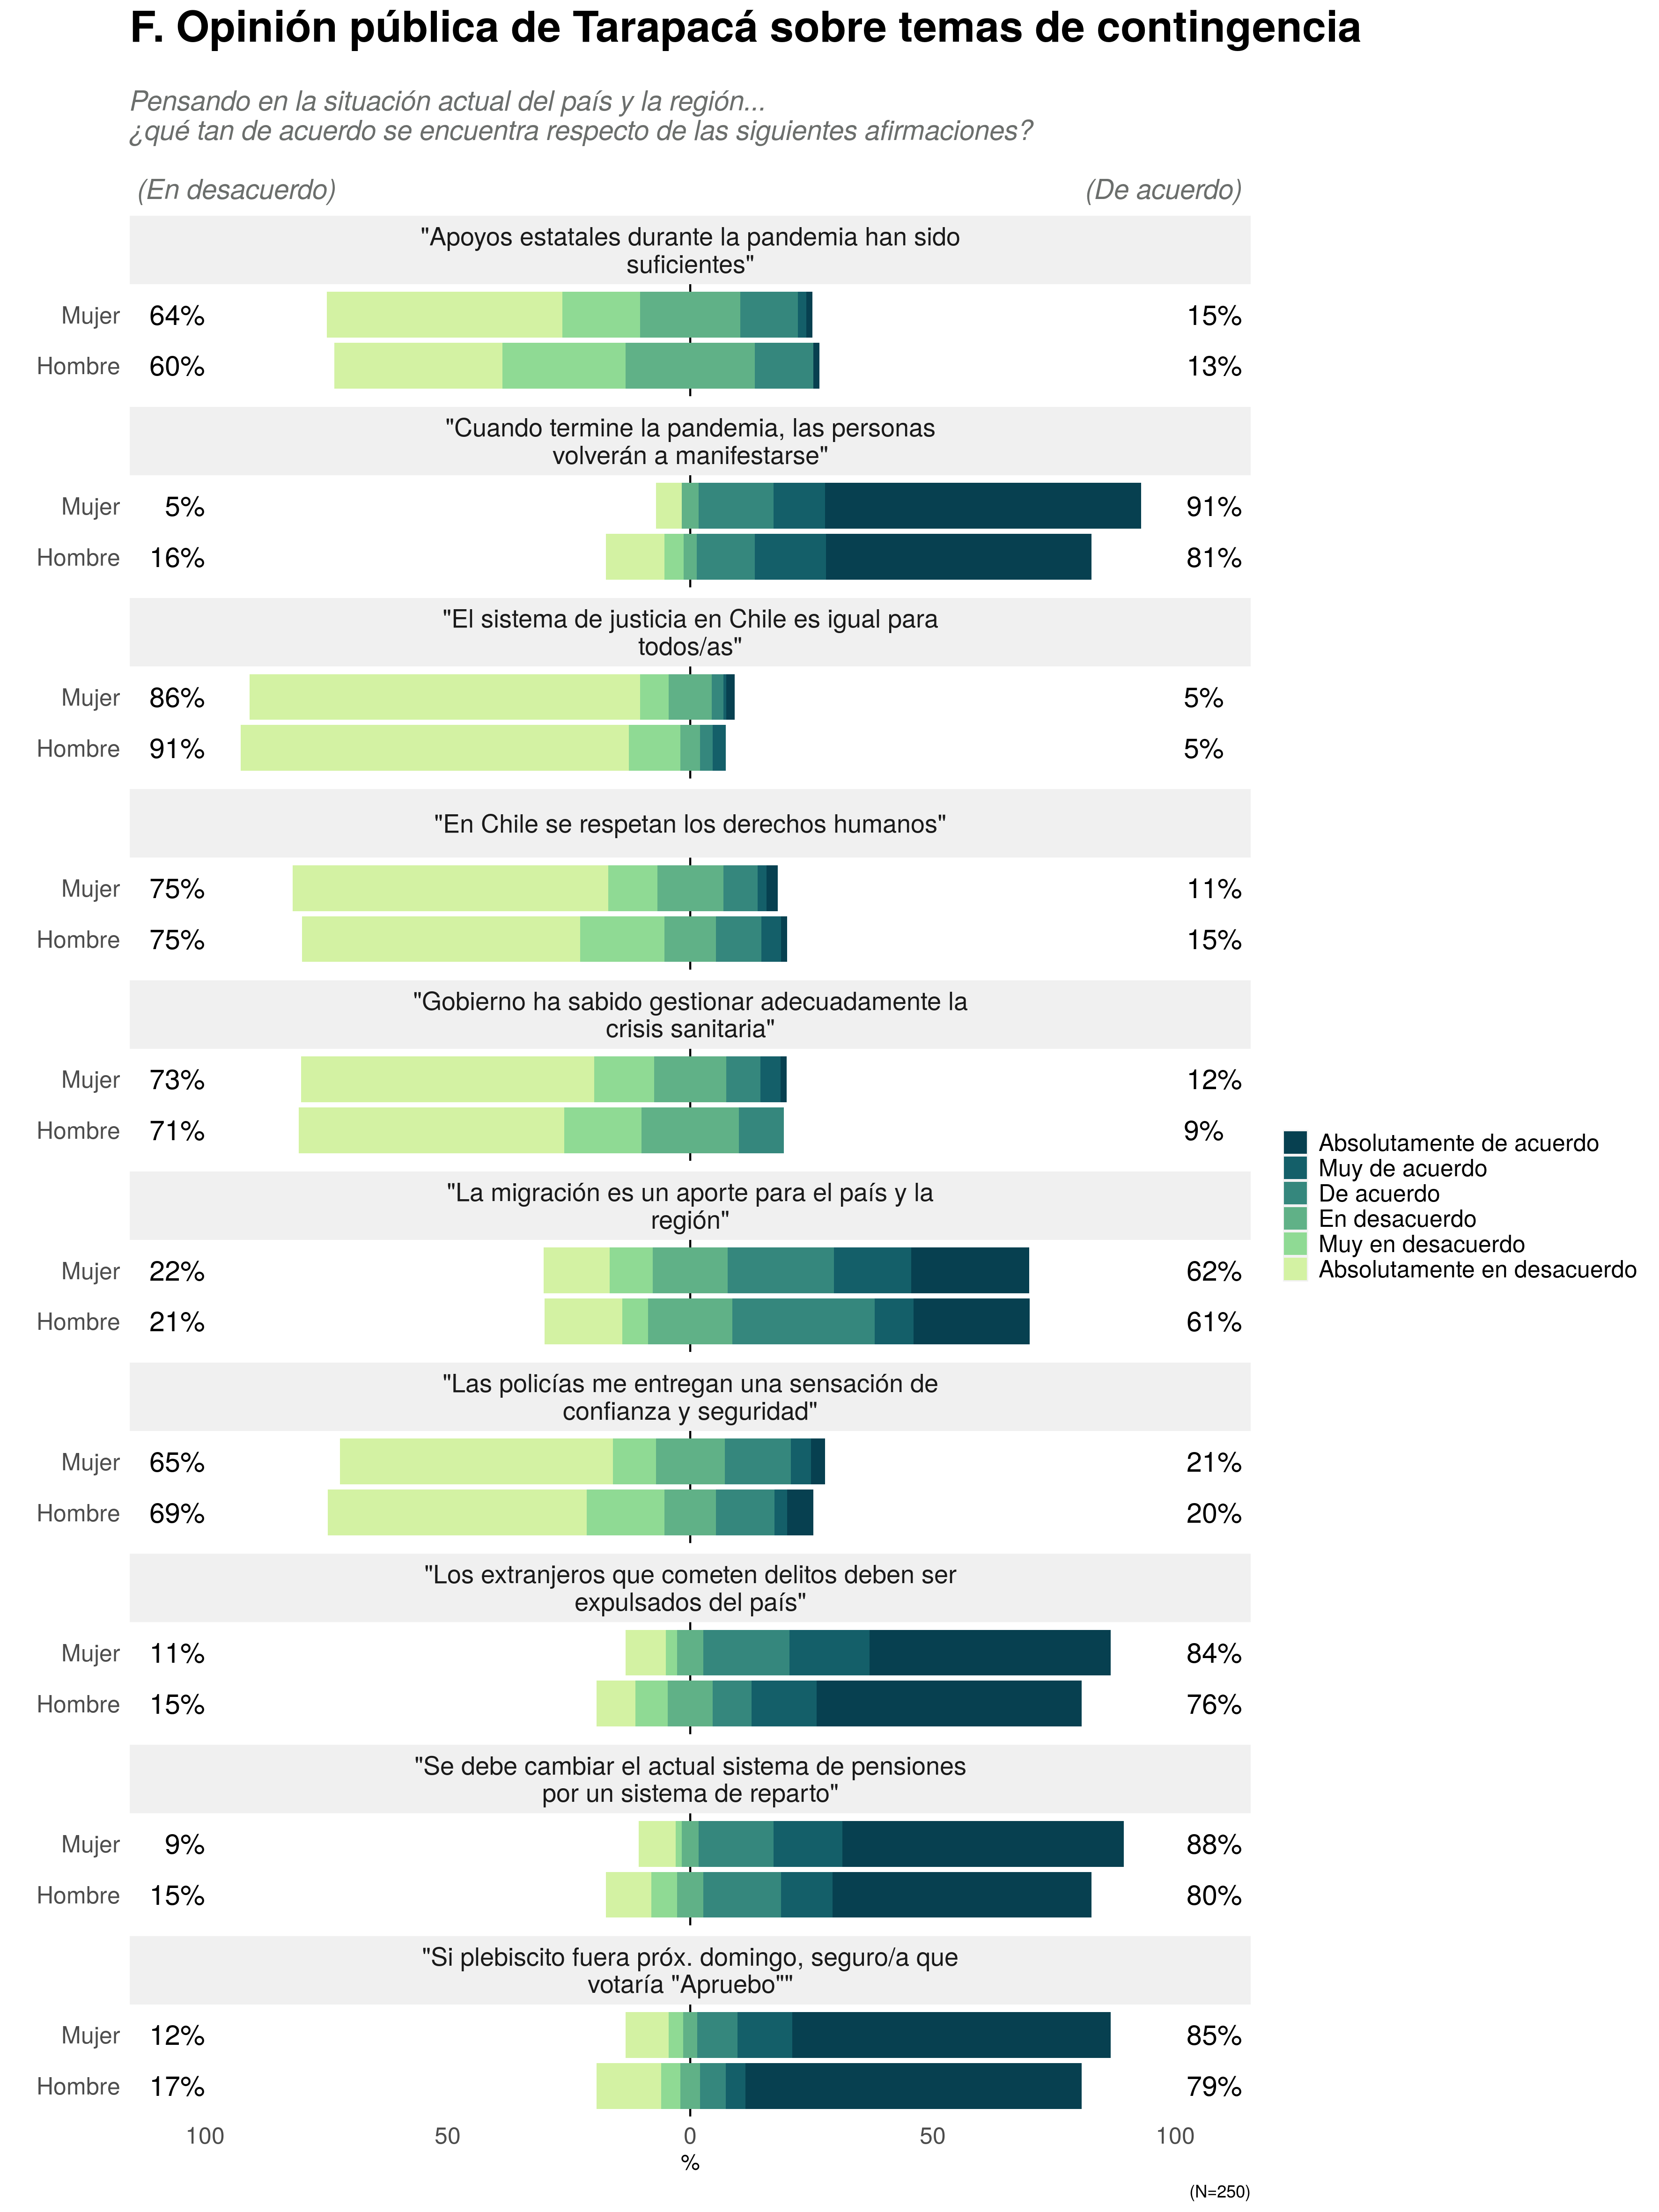 F. Opinión pública de Tarapacá sobre temas de contingencia
Pensando en la situación actual del país y la región...
¿qué tan de acuerdo se encuentra respecto de las siguientes afirmaciones?
(En desacuerdo) (De acuerdo)
"Apoyos estatales durante la pandemia han sido
suficientes"
Mujer 64% 15%
Hombre 60% 13%
"Cuando termine la pandemia, las personas
volverán a manifestarse"
Mujer 5% 91%
Hombre 16% 81%
"El sistema de justicia en Chile es igual para
todos/as"
Mujer 86% 5%
Hombre 91% 5%
"En Chile se respetan los derechos humanos"
Mujer 75% 11%
Hombre 75% 15%
"Gobierno ha sabido gestionar adecuadamente la
crisis sanitaria"
Mujer 73% 12%
Hombre 71% 9%
"La migración es un aporte para el país y la
región"
Mujer 22% 62%
Hombre 21% 61%
"Las policías me entregan una sensación de
confianza y seguridad"
Mujer 65% 21%
Hombre 69% 20%
"Los extranjeros que cometen delitos deben ser
expulsados del país"
Mujer 11% 84%
Hombre 15% 76%
"Se debe cambiar el actual sistema de pensiones
por un sistema de reparto"
Mujer 9% 88%
Hombre 15% 80%
"Si plebiscito fuera próx. domingo, seguro/a que
votaría "Apruebo""
Mujer 12% 85%
Hombre 17% 79%
100 50 0 50 100
%
(N=250)
Absolutamente de acuerdo
Muy de acuerdo
De acuerdo
En desacuerdo
Muy en desacuerdo
Absolutamente en desacuerdo